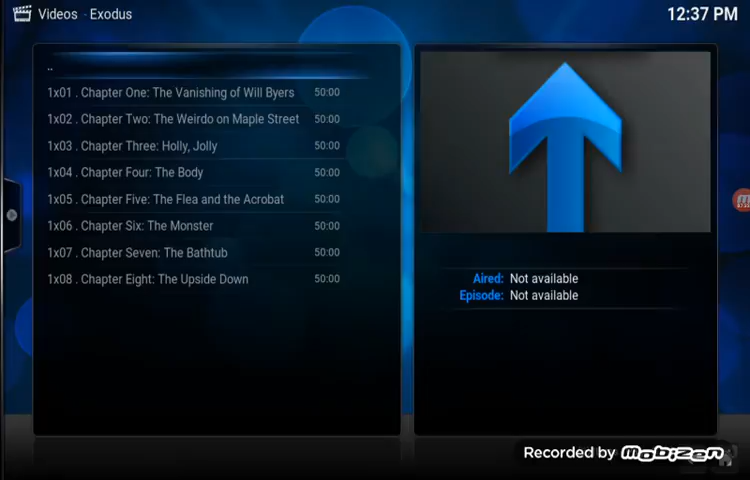 Videos - Exodus
12:37 PM
..
1x01 . Chapter One: The Vanishing of Will Byers 50:00
1x02 . Chapter Two: The Weirdo on Maple Street 50:00
1x03 . Chapter Three: Holly, Jolly 50:00
1x04 . Chapter Four: The Body 50:00
1x05 . Chapter Five: The Flea and the Acrobat 50:00
1x06 . Chapter Six: The Monster 50:00
1x07 . Chapter Seven: The Bathtub 50:00
1x08 . Chapter Eight: The Upside Down 50:00
Aired: Not available
Episode: Not available
Recorded by Mobizen